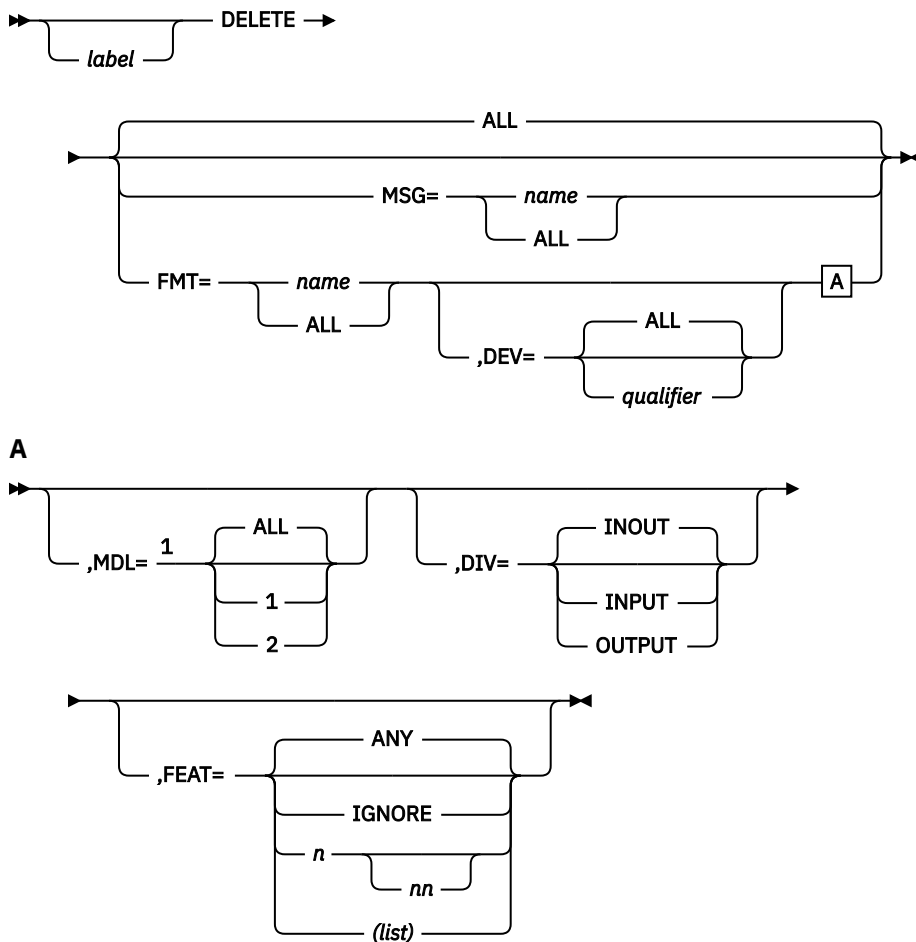 DELETE
label
ALL
MSG= name
ALL
FMT= name A
ALL ALL
,DEV=
qualifier
A
ALL INOUT
,MDL= 1 ,DIV=
1 INPUT
2 OUTPUT
ANY
,FEAT=
IGNORE
n
nn
(list)